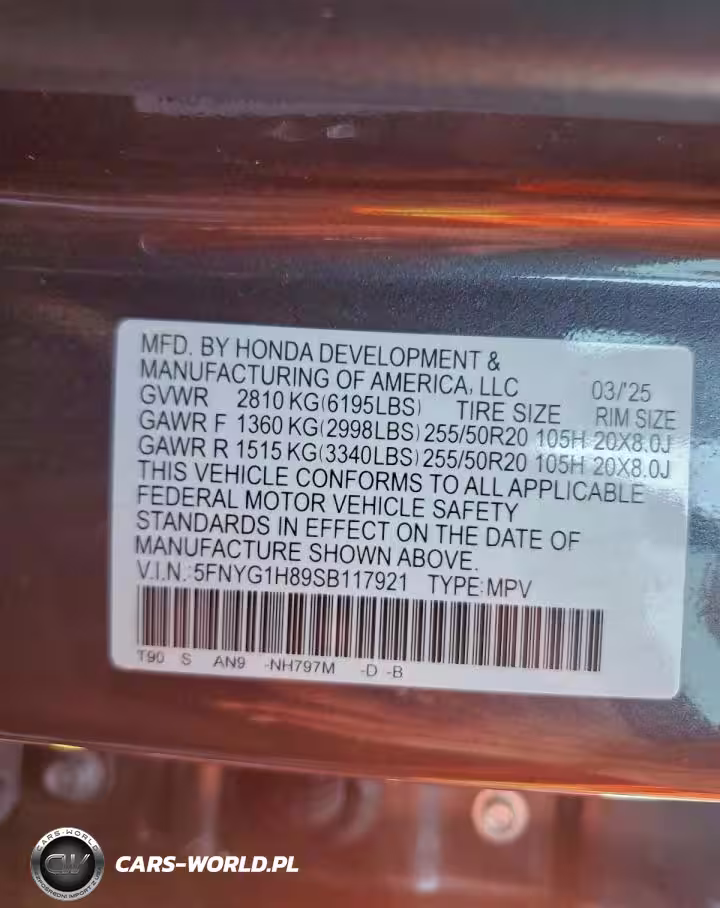 MFD. BY HONDA DEVELOPMENT &
MANUFACTURING OF AMERICA, LLC 03/'25
GVWR 2810 KG(6195LBS) TIRE SIZE RIM SIZE
GAWR F 1360 KG(2998LBS) 255/50R20 105H 20X8.0J
GAWR R 1515 KG(3340LBS) 255/50R20 105H 20X8.0J
THIS VEHICLE CONFORMS TO ALL APPLICABLE
FEDERAL MOTOR VEHICLE SAFETY
STANDARDS IN EFFECT ON THE DATE OF
MANUFACTURE SHOWN ABOVE.
V.I.N.: 5FNYG1H89SB117921 TYPE: MPV
T90 S AN9 -NH797M -D -B
CARS-WORLD
CW
CARS-WORLD.PL